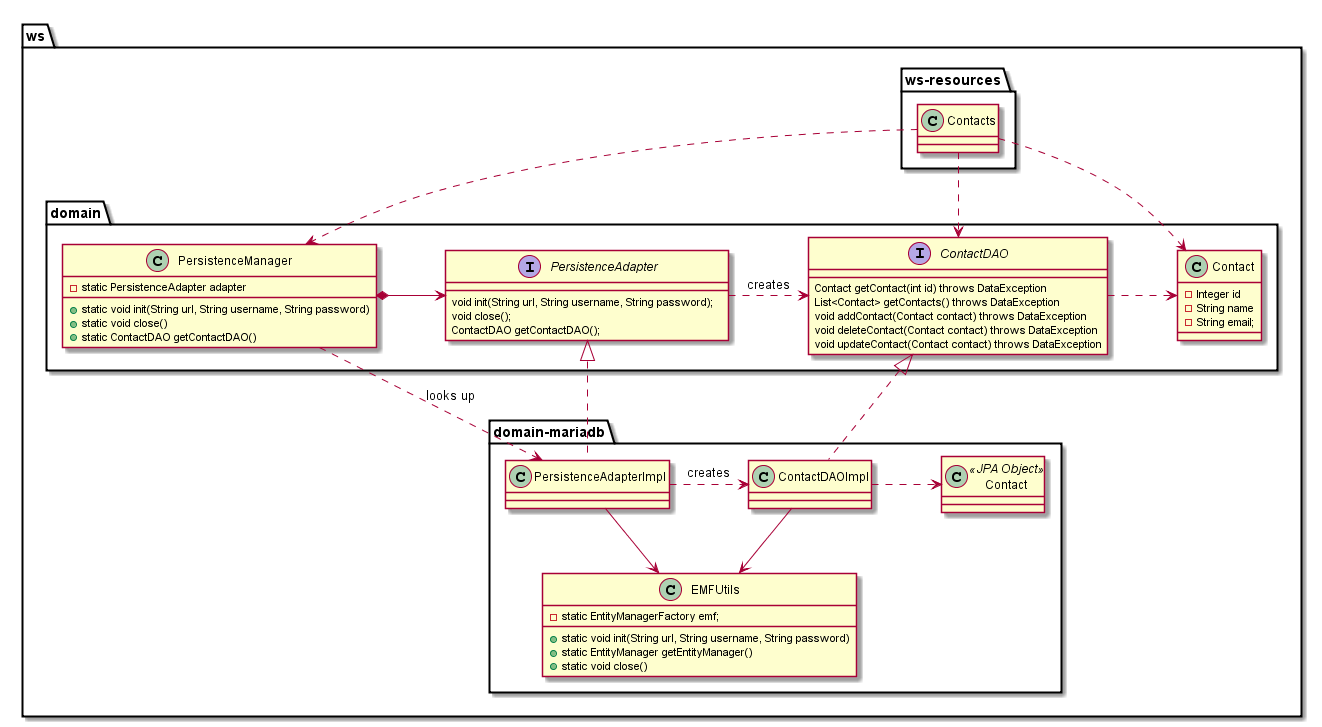 ws
ws-resources
C Contacts
domain
C PersistenceManager
static PersistenceAdapter adapter
static void init(String url, String username, String password)
static void close()
static ContactDAO getContactDAO()
I PersistenceAdapter
void init(String url, String username, String password);
void close();
ContactDAO getContactDAO();
creates
I ContactDAO
Contact getContact(int id) throws DataException
List<Contact> getContacts() throws DataException
void addContact(Contact contact) throws DataException
void deleteContact(Contact contact) throws DataException
void updateContact(Contact contact) throws DataException
C Contact
Integer id
String name
String email;
looks up
domain-mariadb
C PersistenceAdapterImpl
creates
C ContactDAOImpl
C «JPA Object»
Contact
C EMFUtils
static EntityManagerFactory emf;
static void init(String url, String username, String password)
static EntityManager getEntityManager()
static void close()